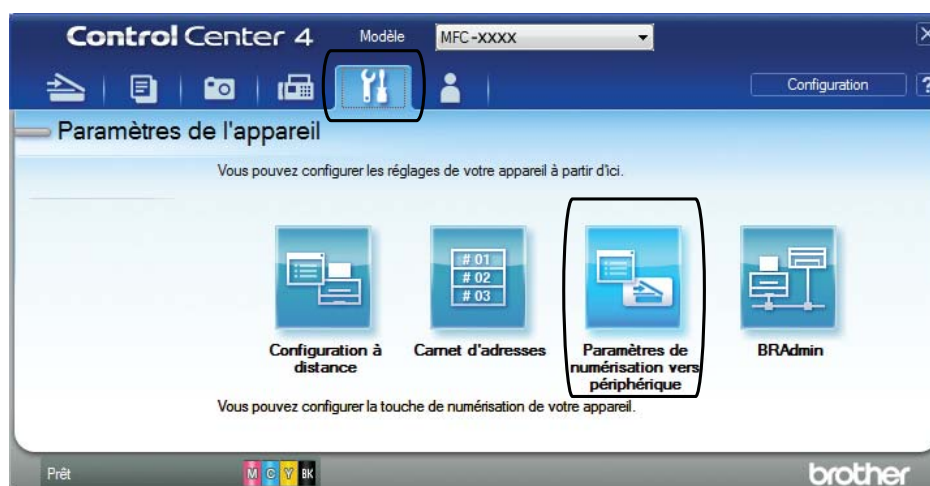 Control Center 4 Modèle MFC-XXXX
Configuration ?
Paramètres de l'appareil
Vous pouvez configurer les réglages de votre appareil à partir d'ici.
# 01
# 02
# 03
Configuration à
distance
Carnet d'adresses
Paramètres de
numérisation vers
périphérique
BRAdmin
Vous pouvez configurer la touche de numérisation de votre appareil.
Prêt M C Y BK brother